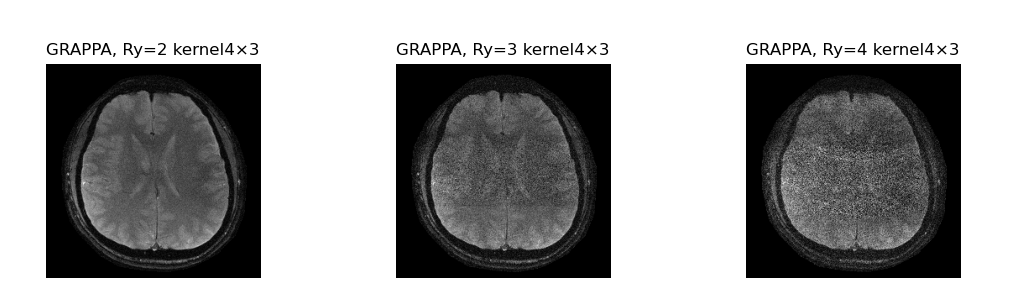 GRAPPA, Ry=2 kernel4×3
GRAPPA, Ry=3 kernel4×3
GRAPPA, Ry=4 kernel4×3